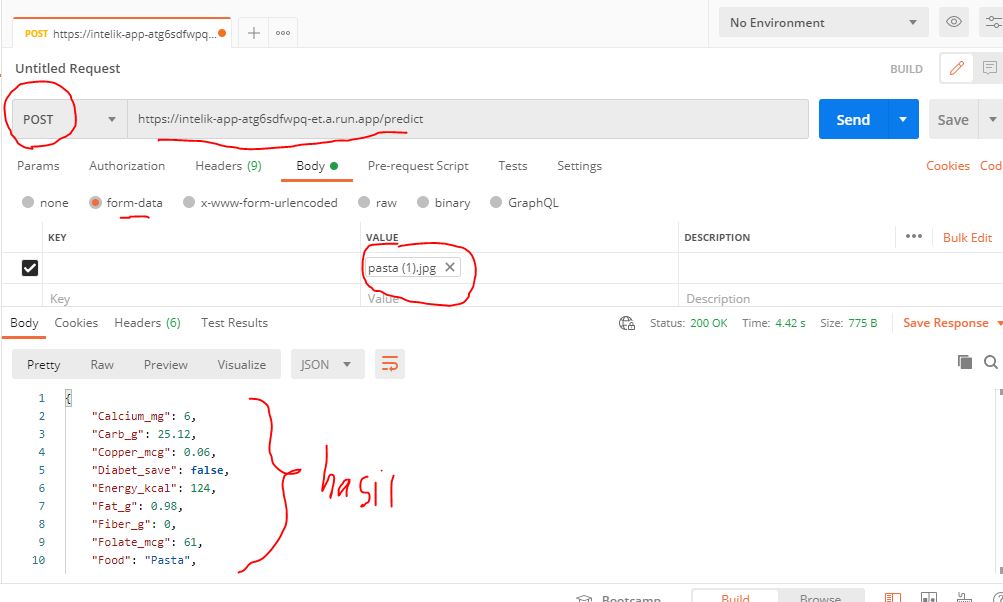 POST https://intelik-app-atg6sdfwpq...
No Environment
Untitled Request
BUILD
POST
https://intelik-app-atg6sdfwpq-et.a.run.app/predict
Send
Save
Params Authorization Headers (9) Body Pre-request Script Tests Settings
Cookies Cod
none form-data x-www-form-urlencoded raw binary GraphQL
KEY VALUE DESCRIPTION ••• Bulk Edit
pasta (1).jpg
Key Value Description
Body Cookies Headers (6) Test Results
Status: 200 OK Time: 4.42 s Size: 775 B Save Response
Pretty Raw Preview Visualize JSON
1 {
2 "Calcium_mg": 6,
3 "Carb_g": 25.12,
4 "Copper_mcg": 0.06,
5 "Diabet_save": false,
6 "Energy_kcal": 124,
7 "Fat_g": 0.98,
8 "Fiber_g": 0,
9 "Folate_mcg": 61,
10 "Food": "Pasta",
hasil
Bootcamp Build Browse